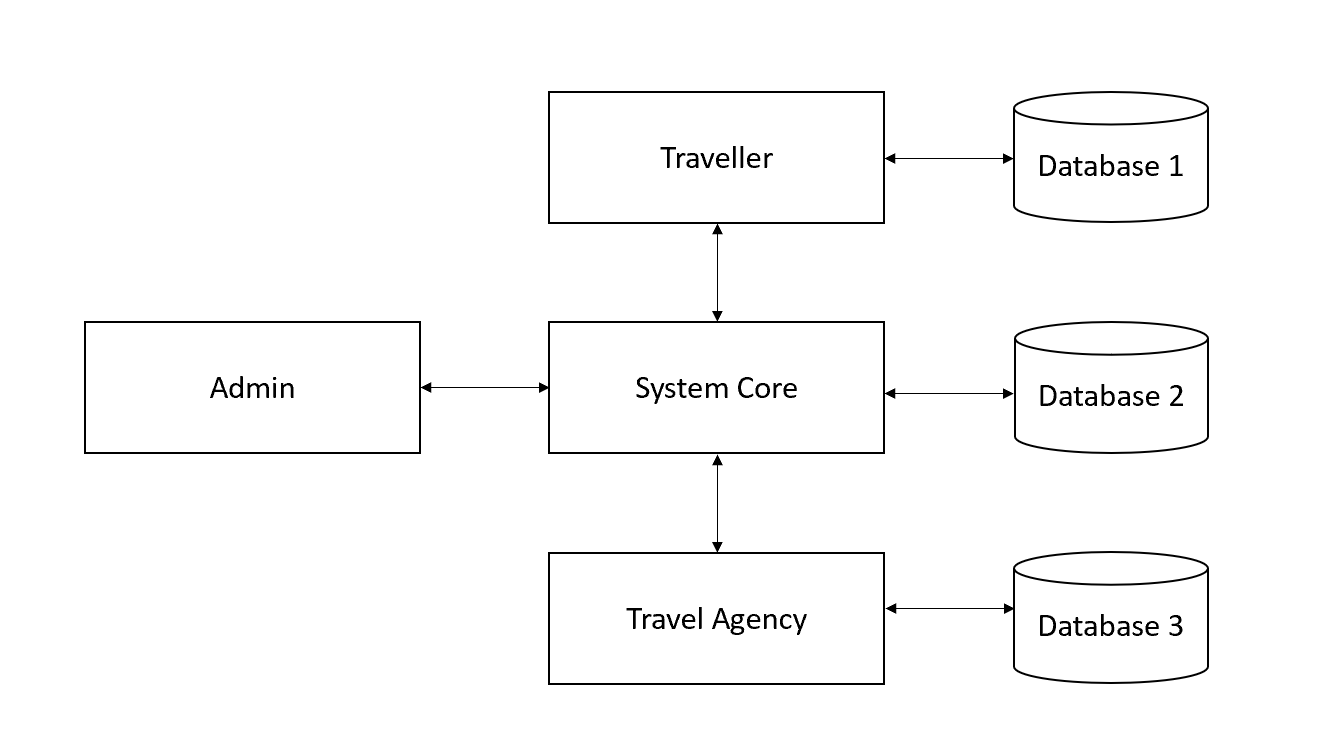 Traveller
Database 1
Admin
System Core
Database 2
Travel Agency
Database 3